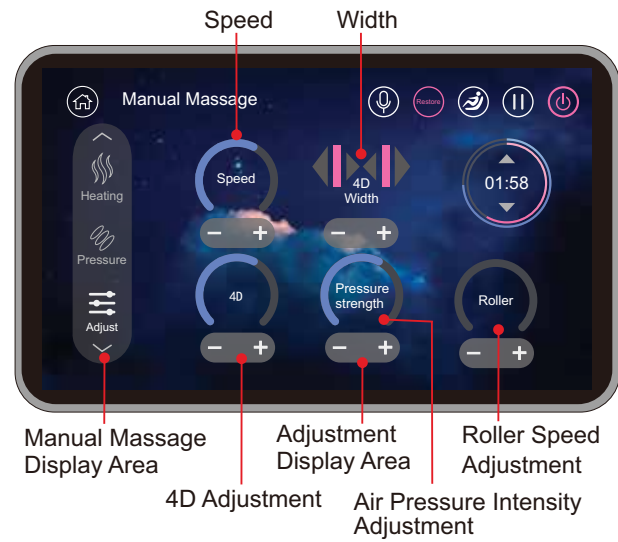 Speed
Width
Manual Massage
Restore
Heating
Pressure
Adjust
Speed
4D
Width
01:58
− +
− +
4D
Pressure
strength
Roller
− +
− +
− +
Manual Massage
Display Area
Adjustment
Display Area
Roller Speed
Adjustment
4D Adjustment
Air Pressure Intensity
Adjustment